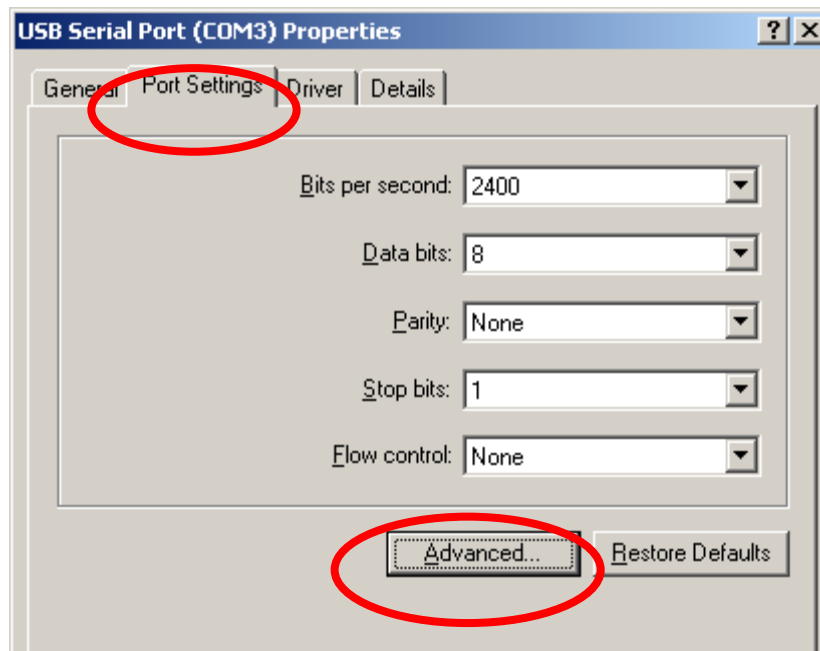 USB Serial Port (COM3) Properties
General Port Settings Driver Details
Bits per second: 2400
Data bits: 8
Parity: None
Stop bits: 1
Flow control: None
Advanced... Restore Defaults